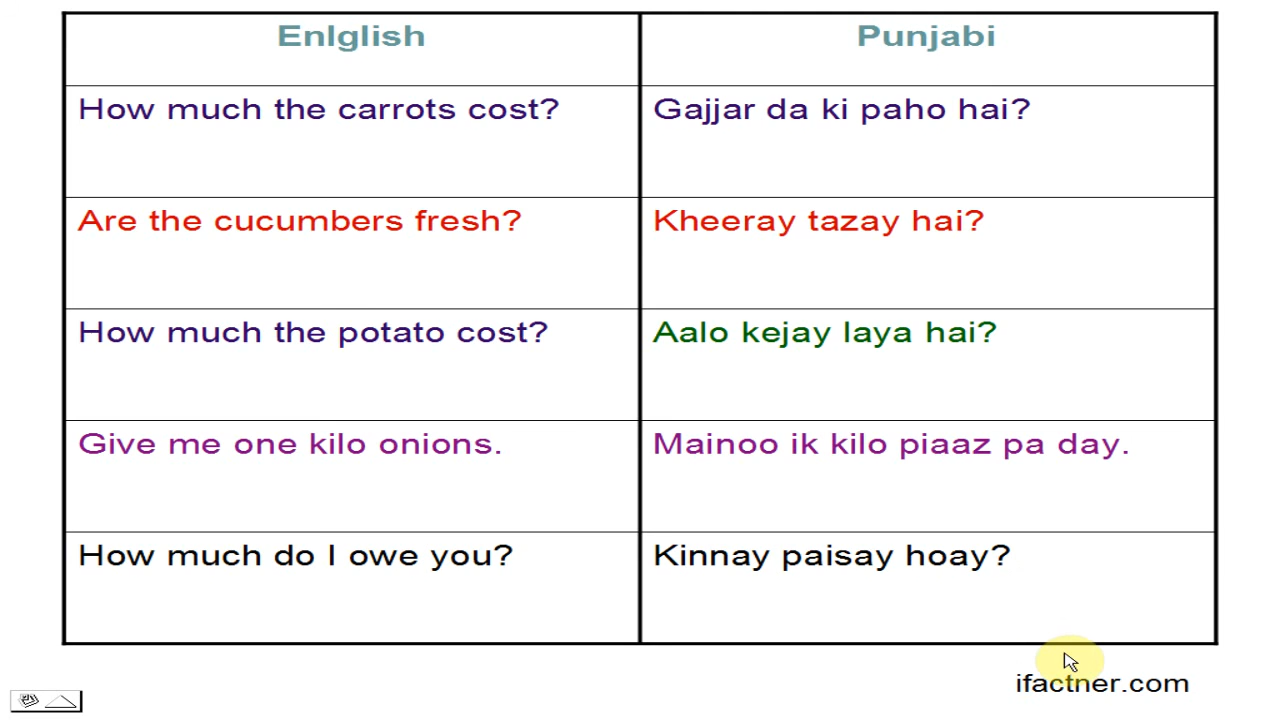 Enlglish
Punjabi
How much the carrots cost?
Gajjar da ki paho hai?
Are the cucumbers fresh?
Kheeray tazay hai?
How much the potato cost?
Aalo kejay laya hai?
Give me one kilo onions.
Mainoo ik kilo piaaz pa day.
How much do I owe you?
Kinnay paisay hoay?
ifactner.com